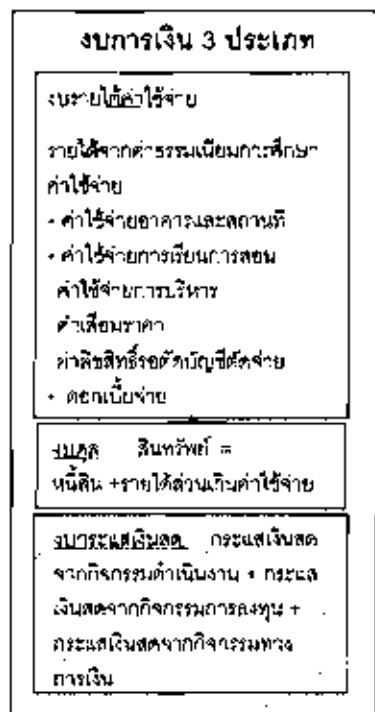 งบการเงิน 3 ประเภท
งบรายได้ค่าใช้จ่าย
รายได้จากค่าธรรมเนียมการศึกษา
ค่าใช้จ่าย
• ค่าใช้จ่ายอาคารและสถานที่
• ค่าใช้จ่ายการเรียนการสอน
ค่าใช้จ่ายการบริหาร
ค่าเสื่อมราคา
ค่าลิขสิทธิ์รอตัดบัญชีตัดจ่าย
• ดอกเบี้ยจ่าย
งบดุล สินทรัพย์ =
หนี้สิน +รายได้ส่วนเกินค่าใช้จ่าย
งบกระแสเงินสด กระแสเงินสด
จากกิจกรรมดำเนินงาน + กระแส
เงินสดจากกิจกรรมการลงทุน +
กระแสเงินสดจากกิจกรรมทาง
การเงิน